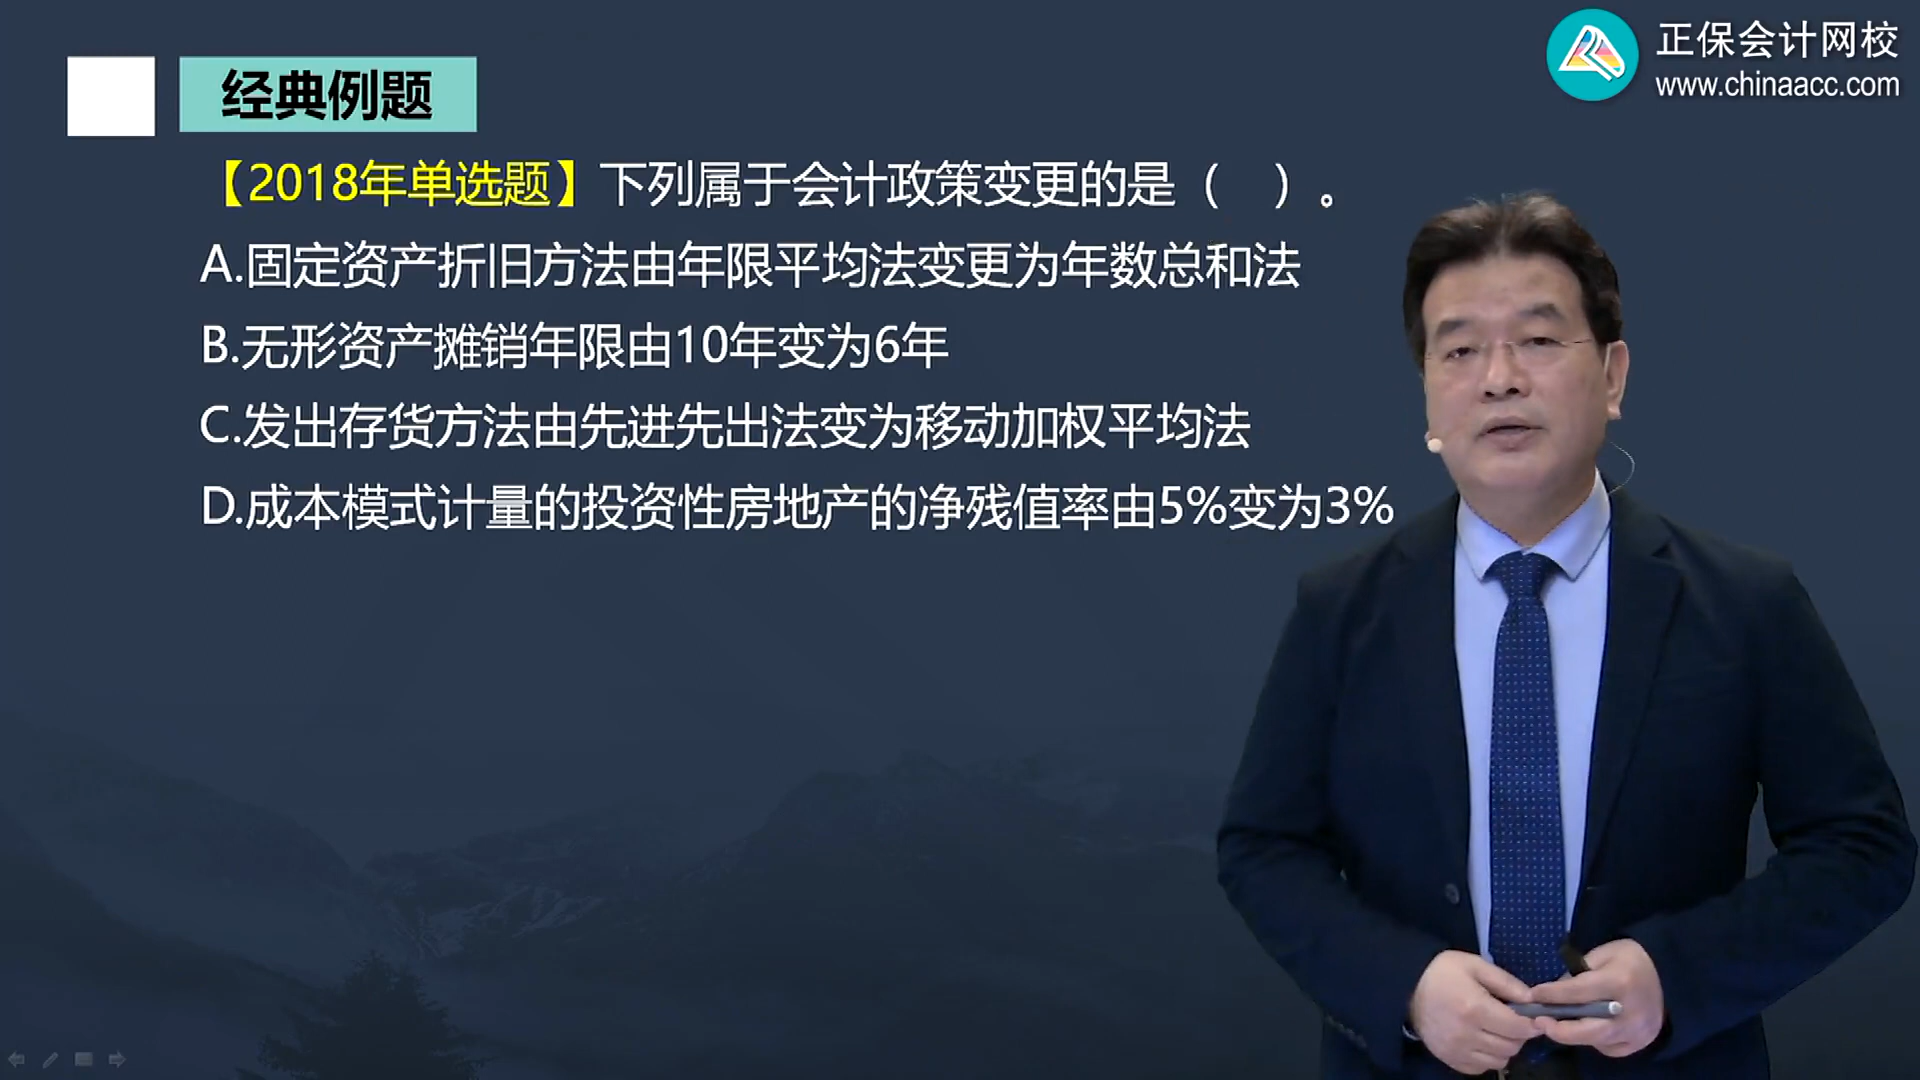 正保会计网校
www.chinaacc.com
经典例题
【2018年单选题】下列属于会计政策变更的是（ ）。
A.固定资产折旧方法由年限平均法变更为年数总和法
B.无形资产摊销年限由10年变为6年
C.发出存货方法由先进先出法变为移动加权平均法
D.成本模式计量的投资性房地产的净残值率由5%变为3%